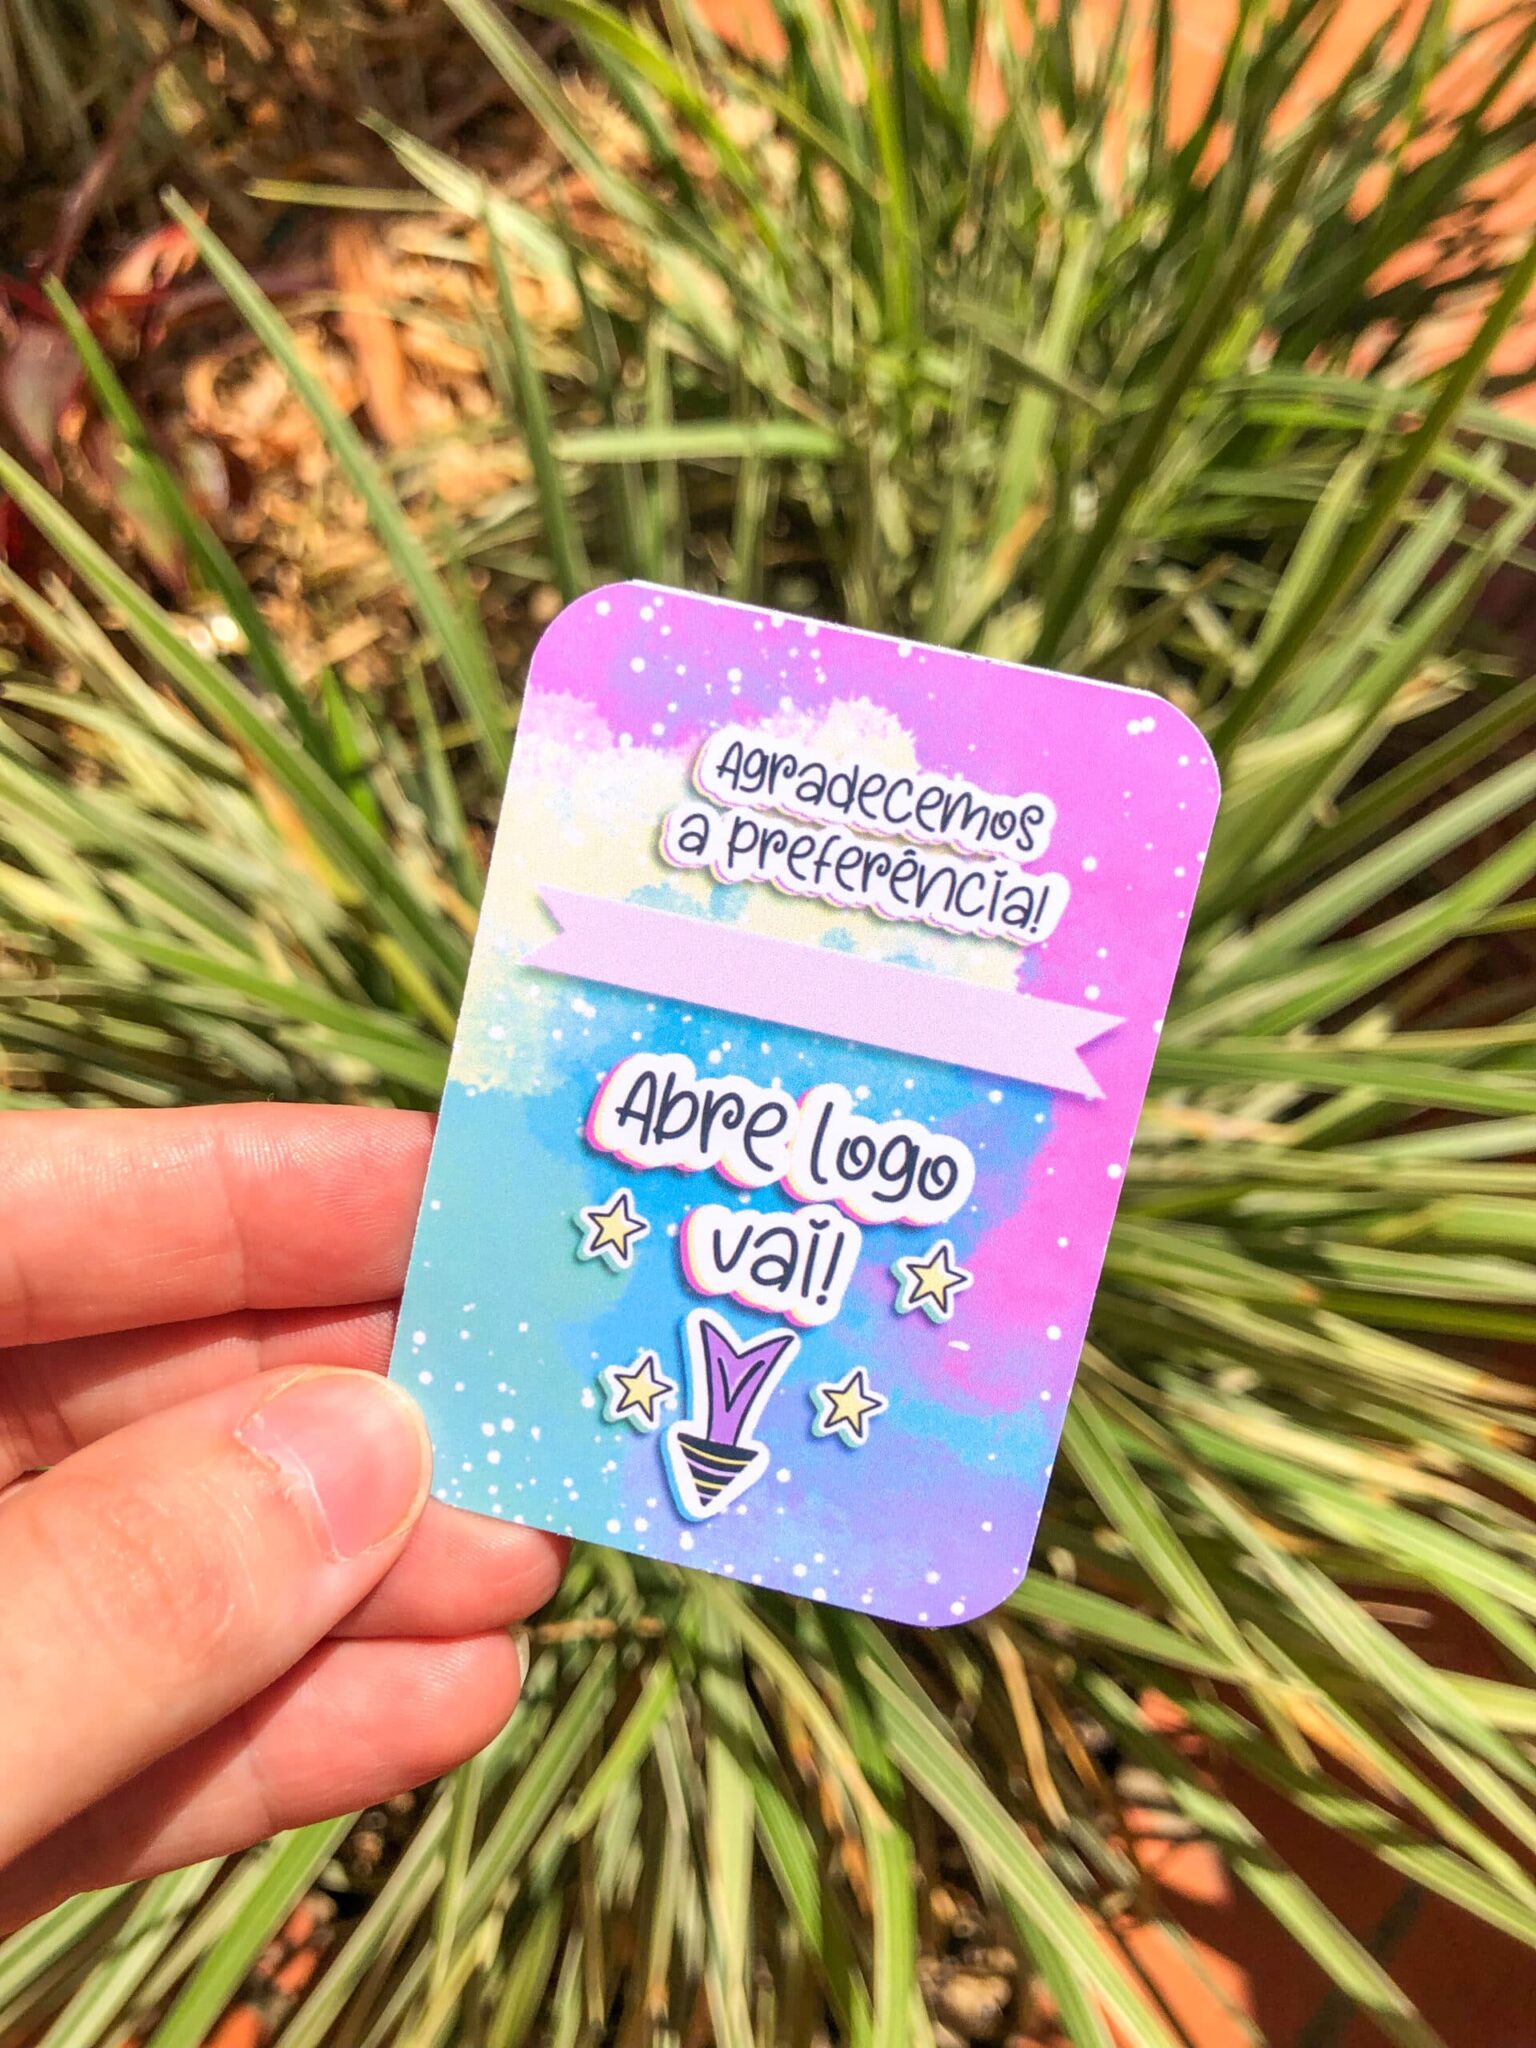 Agradecemos
a preferência!
Abre logo
vai!